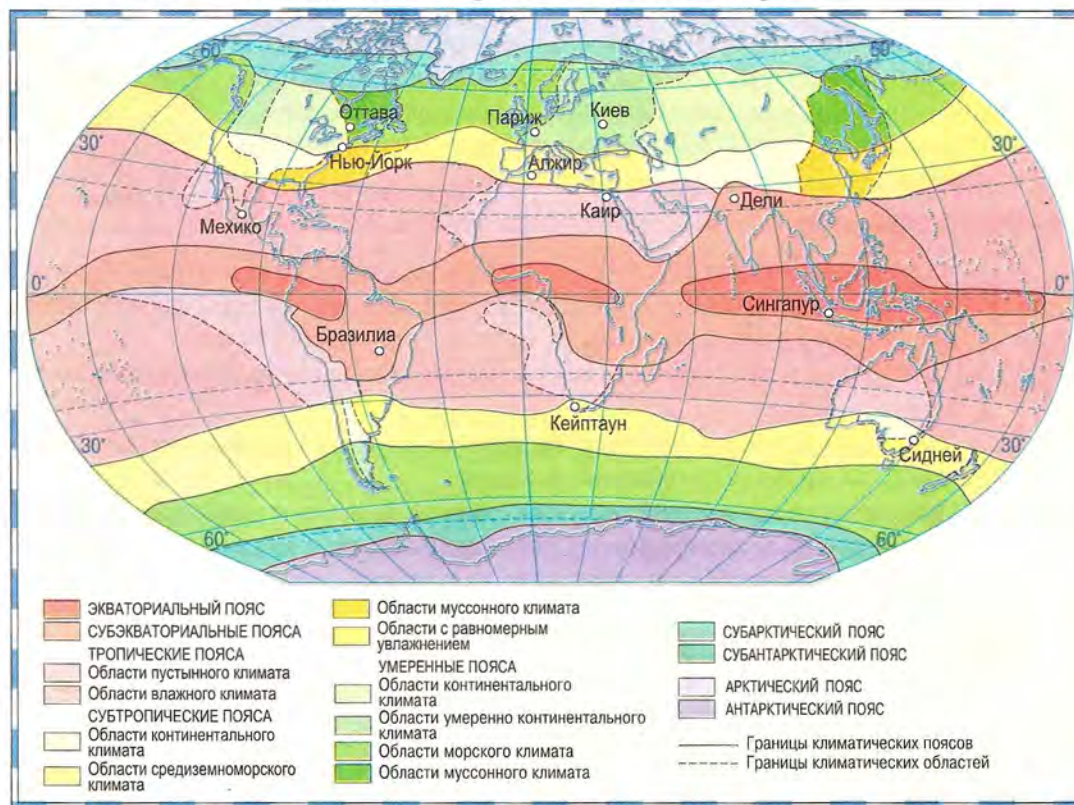 60°
60°
Оттава
Париж
Киев
30°
30°
Нью-Йорк
Алжир
Мехико
Каир
Дели
0°
0°
Сингапур
Бразилиа
Кейптаун
30°
Сидней
30°
60°
60°
ЭКВАТОРИАЛЬНЫЙ ПОЯС
СУБЭКВАТОРИАЛЬНЫЕ ПОЯСА
ТРОПИЧЕСКИЕ ПОЯСА
Области пустынного климата
Области влажного климата
СУБТРОПИЧЕСКИЕ ПОЯСА
Области континентального
климата
Области средиземноморского
климата
Области муссонного климата
Области с равномерным
увлажнением
УМЕРЕННЫЕ ПОЯСА
Области континентального
климата
Области умеренно континентального
климата
Области морского климата
Области муссонного климата
СУБАРКТИЧЕСКИЙ ПОЯС
СУБАНТАРКТИЧЕСКИЙ ПОЯС
АРКТИЧЕСКИЙ ПОЯС
АНТАРКТИЧЕСКИЙ ПОЯС
Границы климатических поясов
Границы климатических областей